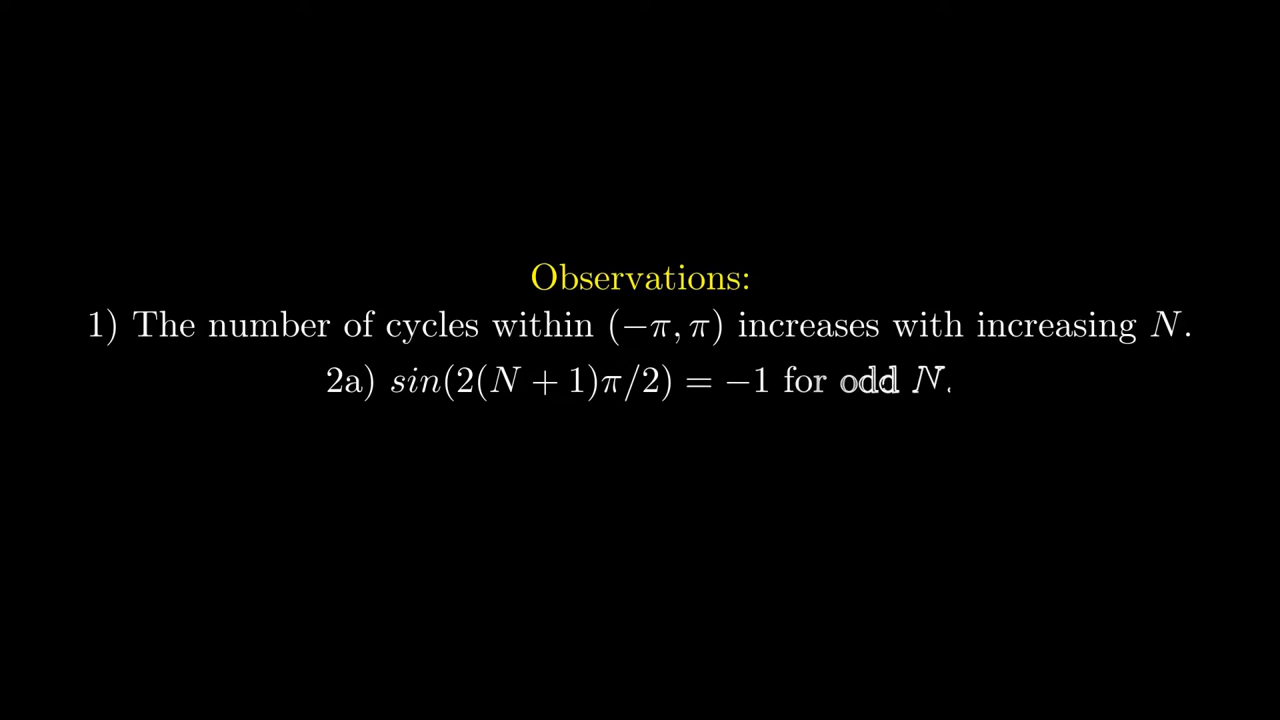 Observations:
1) The number of cycles within (−π, π) increases with increasing N.
2a) sin(2(N + 1)π/2) = −1 for odd N.